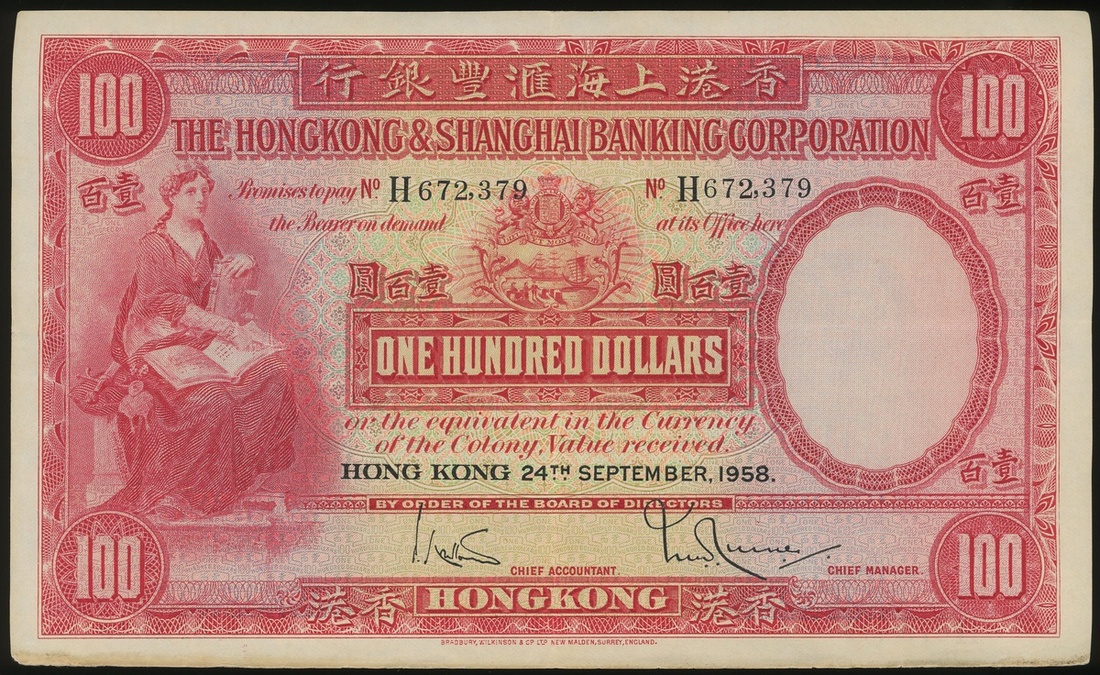 100 香港上海滙豐銀行 100
THE HONGKONG & SHANGHAI BANKING CORPORATION
壹百 Promises to pay Nº H 672,379 Nº H 672,379 壹百
the Bearer on demand at its Office here
壹百圓 壹百圓
ONE HUNDRED DOLLARS
or the equivalent in the Currency
of the Colony, Value received.
壹百
HONG KONG 24TH SEPTEMBER, 1958.
BY ORDER OF THE BOARD OF DIRECTORS
CHIEF ACCOUNTANT. CHIEF MANAGER.
100 香港 HONGKONG 香港 100
BRADBURY, WILKINSON & Cº LTD NEW MALDEN, SURREY, ENGLAND.